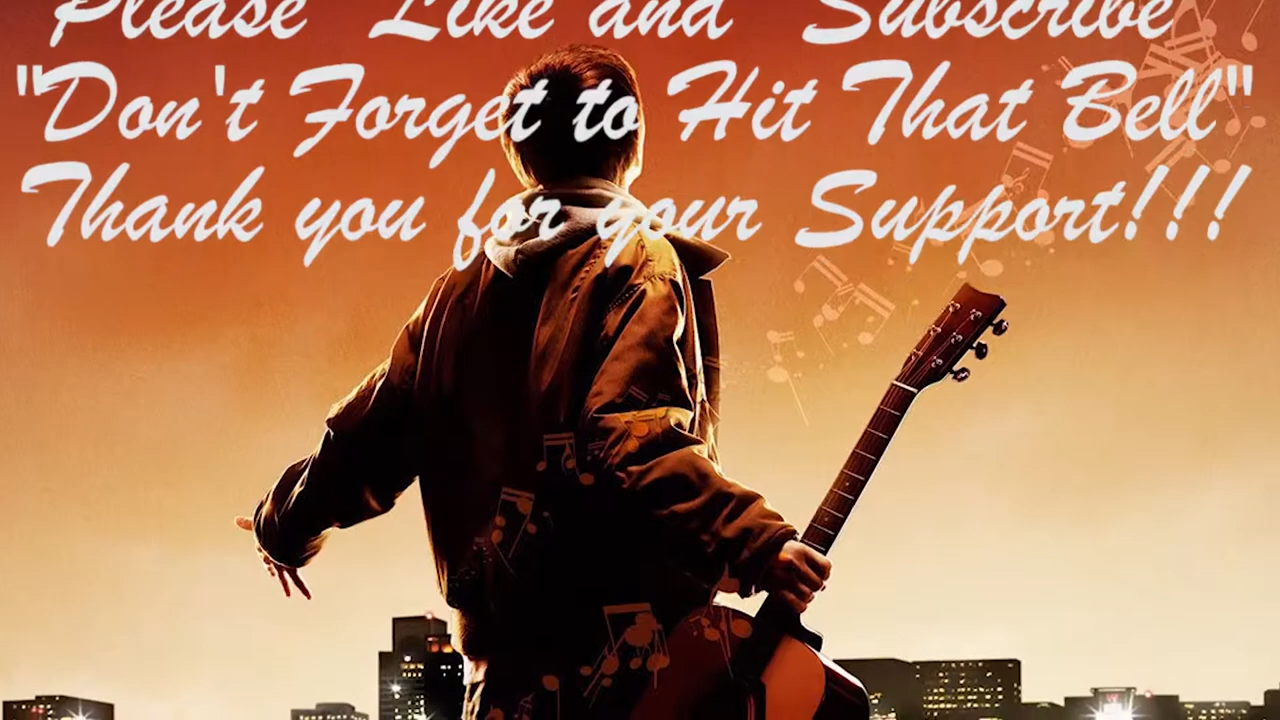 Please "Like and "Subscribe"
"Don't Forget to Hit That Bell"
Thank you for your Support!!!